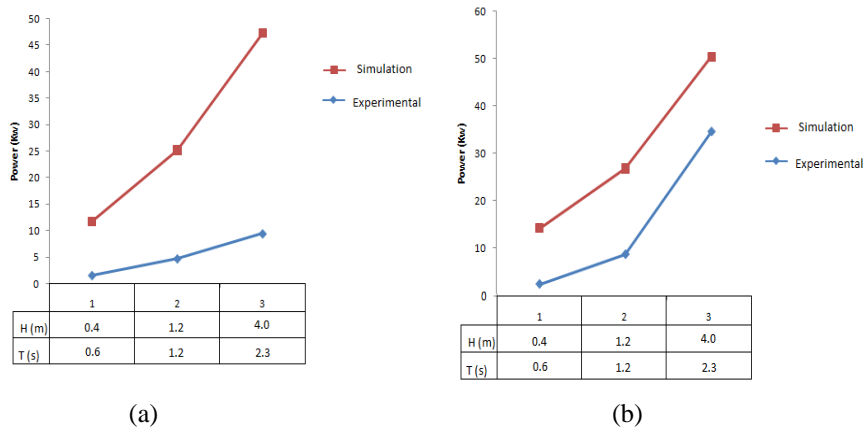 50
45
40
35
30
25
20
15
10
5
0
Power (Kw)
Simulation
Experimental
1 2 3
H (m) 0.4 1.2 4.0
T (s) 0.6 1.2 2.3
(a)
60
50
40
30
20
10
0
Power (Kw)
Simulation
Experimental
1 2 3
H (m) 0.4 1.2 4.0
T (s) 0.6 1.2 2.3
(b)